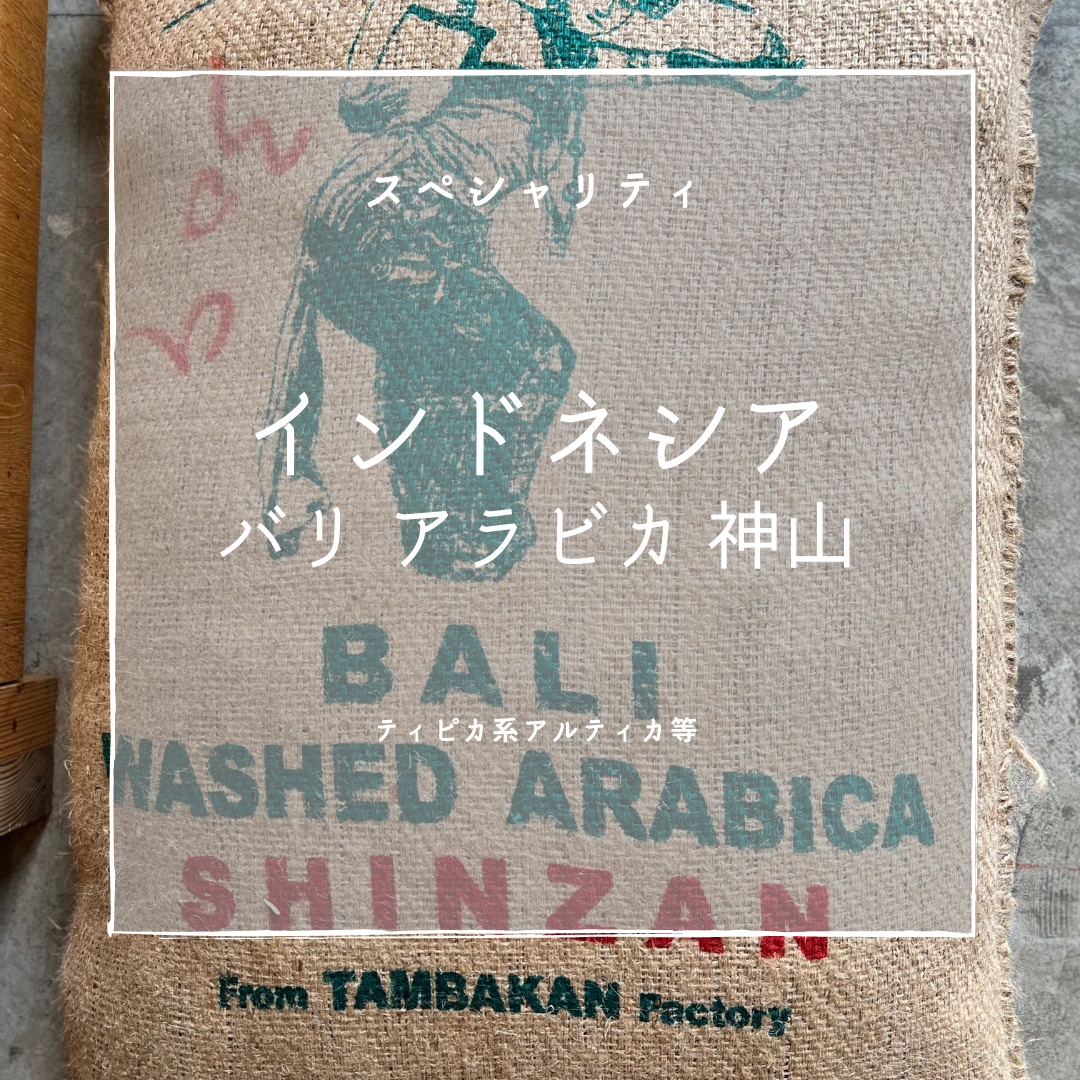 スペシャリティ
インドネシア
バリ アラビカ 神山
BALI
ティピカ系アルティカ等
WASHED ARABICA
SHINZAN
From TAMBAKAN Factory